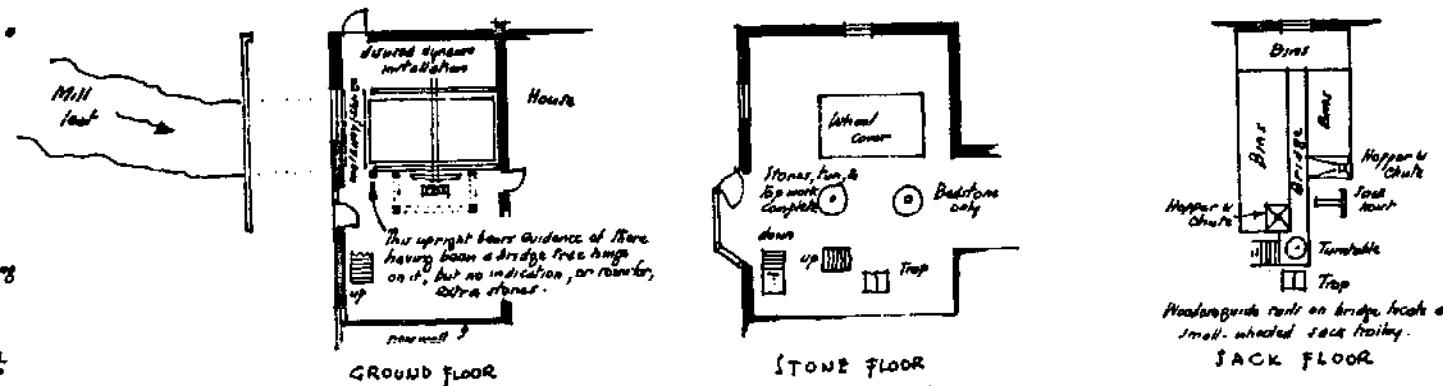 Mill
leat
disused dynamo
installation
House
This upright bears evidence of there
having been a bridge tree hinge
on it, but no indication, or room for,
extra stones.
up
new wall
GROUND FLOOR
Wheel
cover
Stones, tun, &
top work
Complete
Bedstone
only
down
up
Trap
STONE FLOOR
Bins
Bins
Bridge
Bins
Hopper &
Chute
Sack
hoist
Hopper &
Chute
Turntable
Trap
Wooden guide rails on bridge locate a
small-wheeled sack trolley.
SACK FLOOR